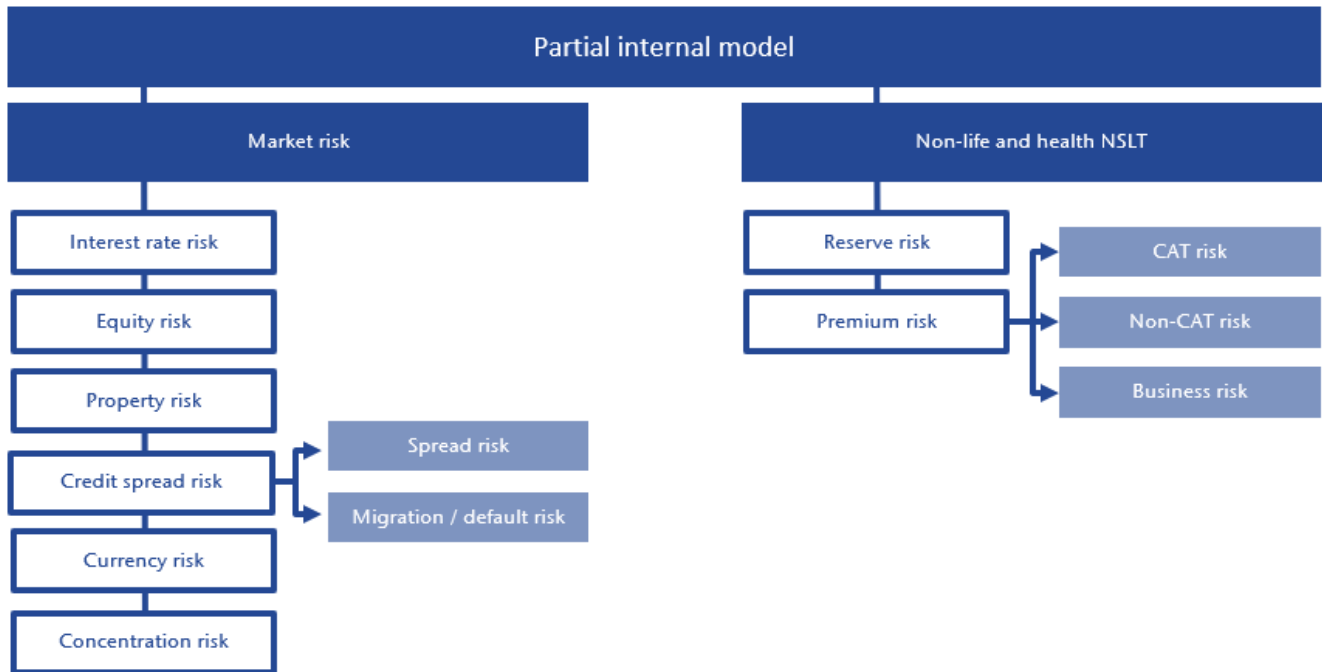 Partial internal model
Market risk
Non-life and health NSLT
Interest rate risk
Equity risk
Property risk
Credit spread risk
Spread risk
Migration / default risk
Currency risk
Concentration risk
Reserve risk
Premium risk
CAT risk
Non-CAT risk
Business risk